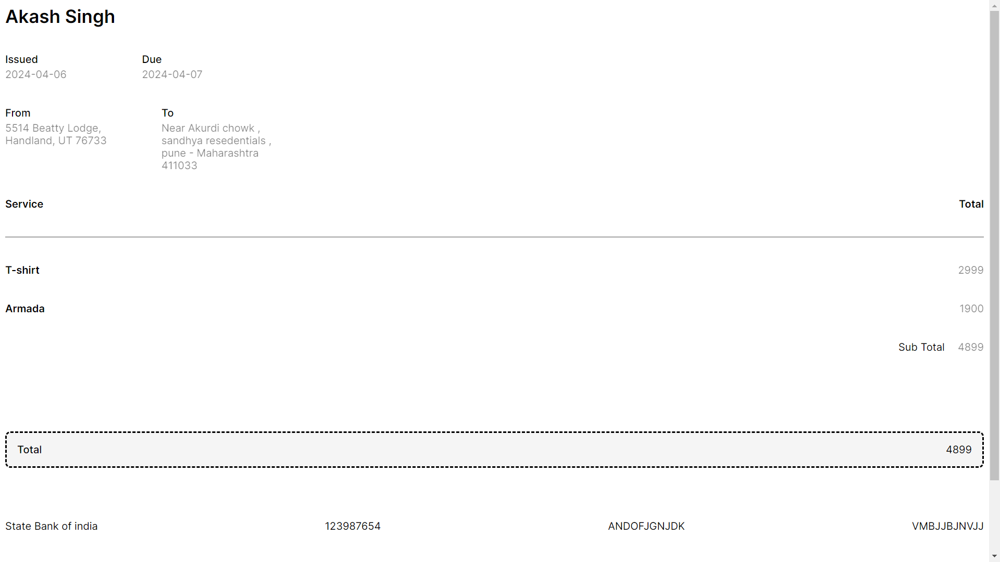 Akash Singh
Issued Due
2024-04-06 2024-04-07
From To
5514 Beatty Lodge, Near Akurdi chowk ,
Handland, UT 76733 sandhya resedentials ,
pune - Maharashtra
411033
Service Total
T-shirt 2999
Armada 1900
Sub Total 4899
Total 4899
State Bank of india 123987654 ANDOFJGNJDK VMBJJBJNVJJ